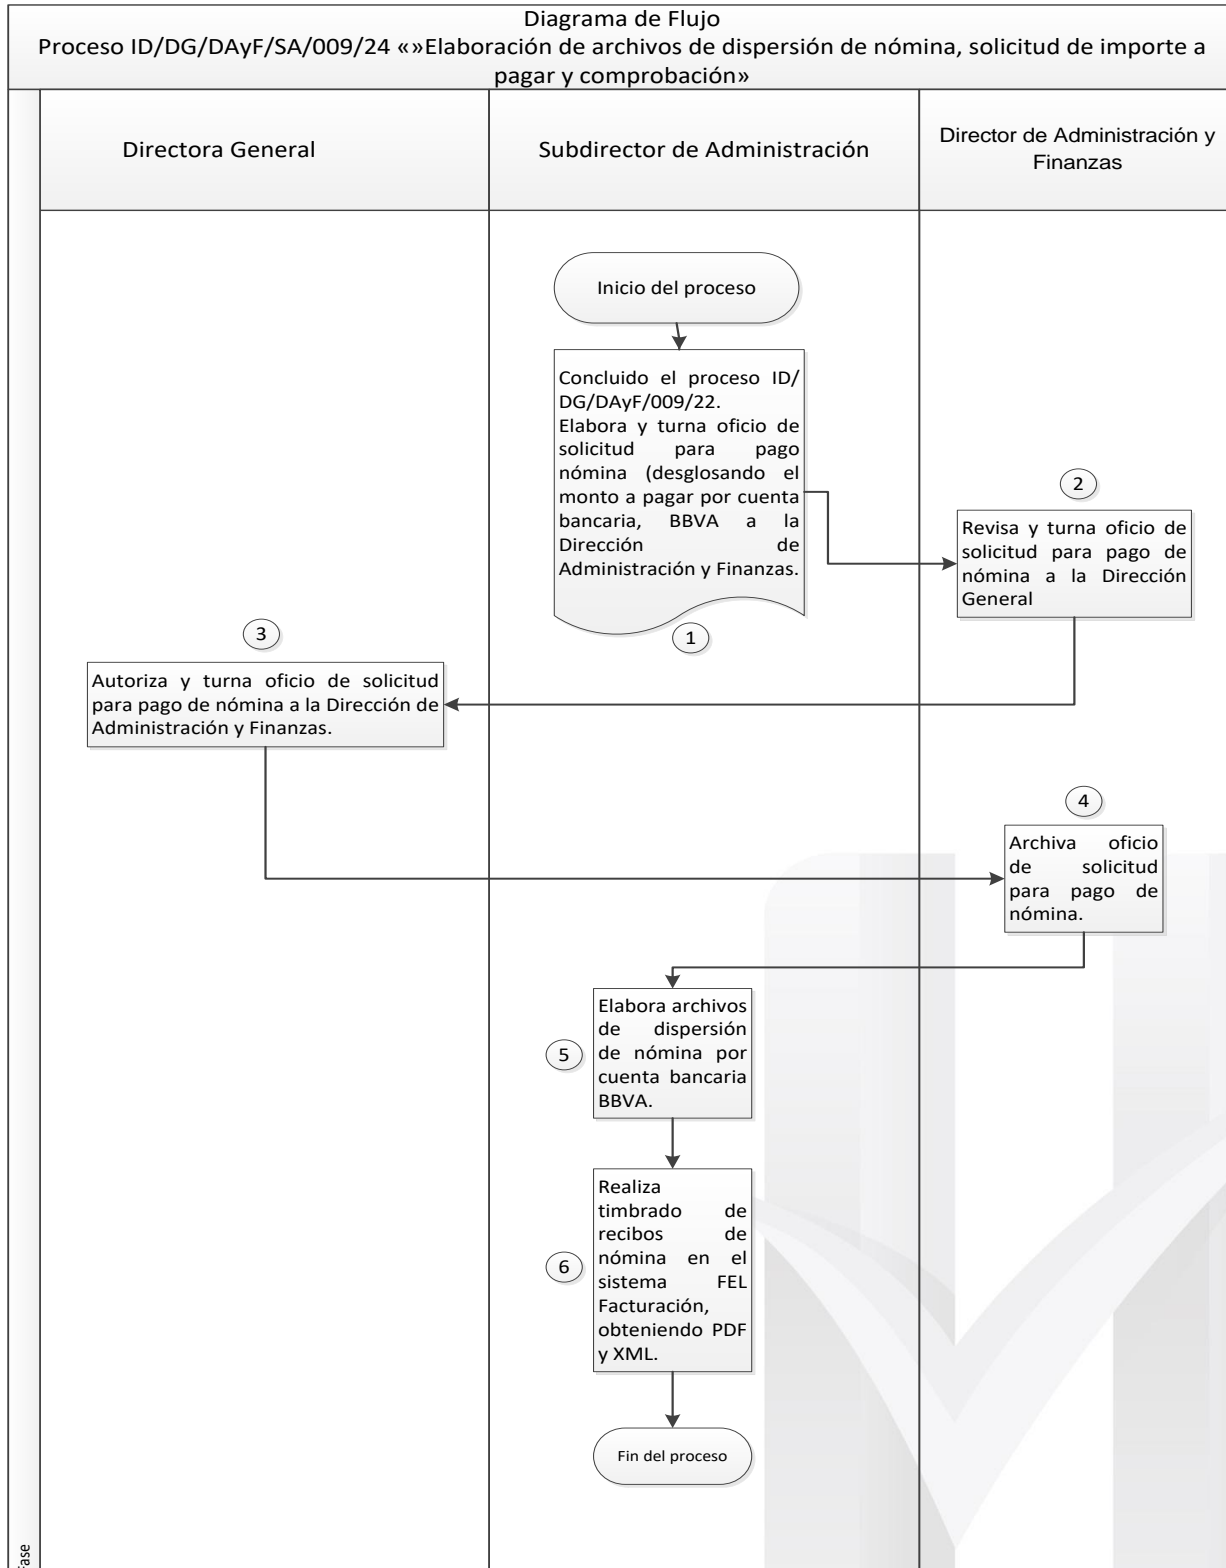 Diagrama de Flujo
Proceso ID/DG/DAyF/SA/009/24 «»Elaboración de archivos de dispersión de nómina, solicitud de importe a
pagar y comprobación»
Directora General
Subdirector de Administración
Director de Administración y
Finanzas
Inicio del proceso
Concluido el proceso ID/
DG/DAyF/009/22.
Elabora y turna oficio de
solicitud para pago
nómina (desglosando el
monto a pagar por cuenta
bancaria, BBVA a la
Dirección de
Administración y Finanzas.
1
2
Revisa y turna oficio de
solicitud para pago de
nómina a la Dirección
General
3
Autoriza y turna oficio de solicitud
para pago de nómina a la Dirección de
Administración y Finanzas.
4
Archiva oficio
de solicitud
para pago de
nómina.
5
Elabora archivos
de dispersión
de nómina por
cuenta bancaria
BBVA.
6
Realiza
timbrado de
recibos de
nómina en el
sistema FEL
Facturación,
obteniendo PDF
y XML.
Fin del proceso
Fase